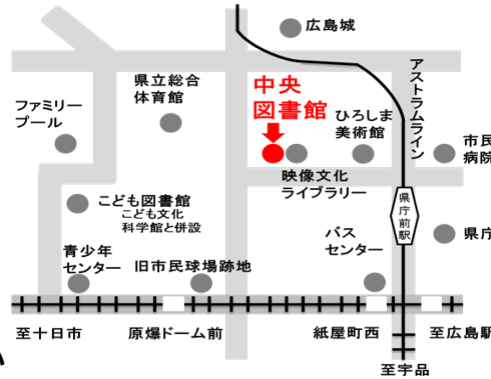 広島城
県立総合
体育館
中央
図書館
アストラムライン
ファミリー
プール
ひろしま
美術館
市民
病院
映像文化
ライブラリー
こども図書館
こども文化
科学館と併設
県庁前駅
バス
センター
県庁
青少年
センター
旧市民球場跡地
至十日市
原爆ドーム前
紙屋町西
至広島駅
至宇品